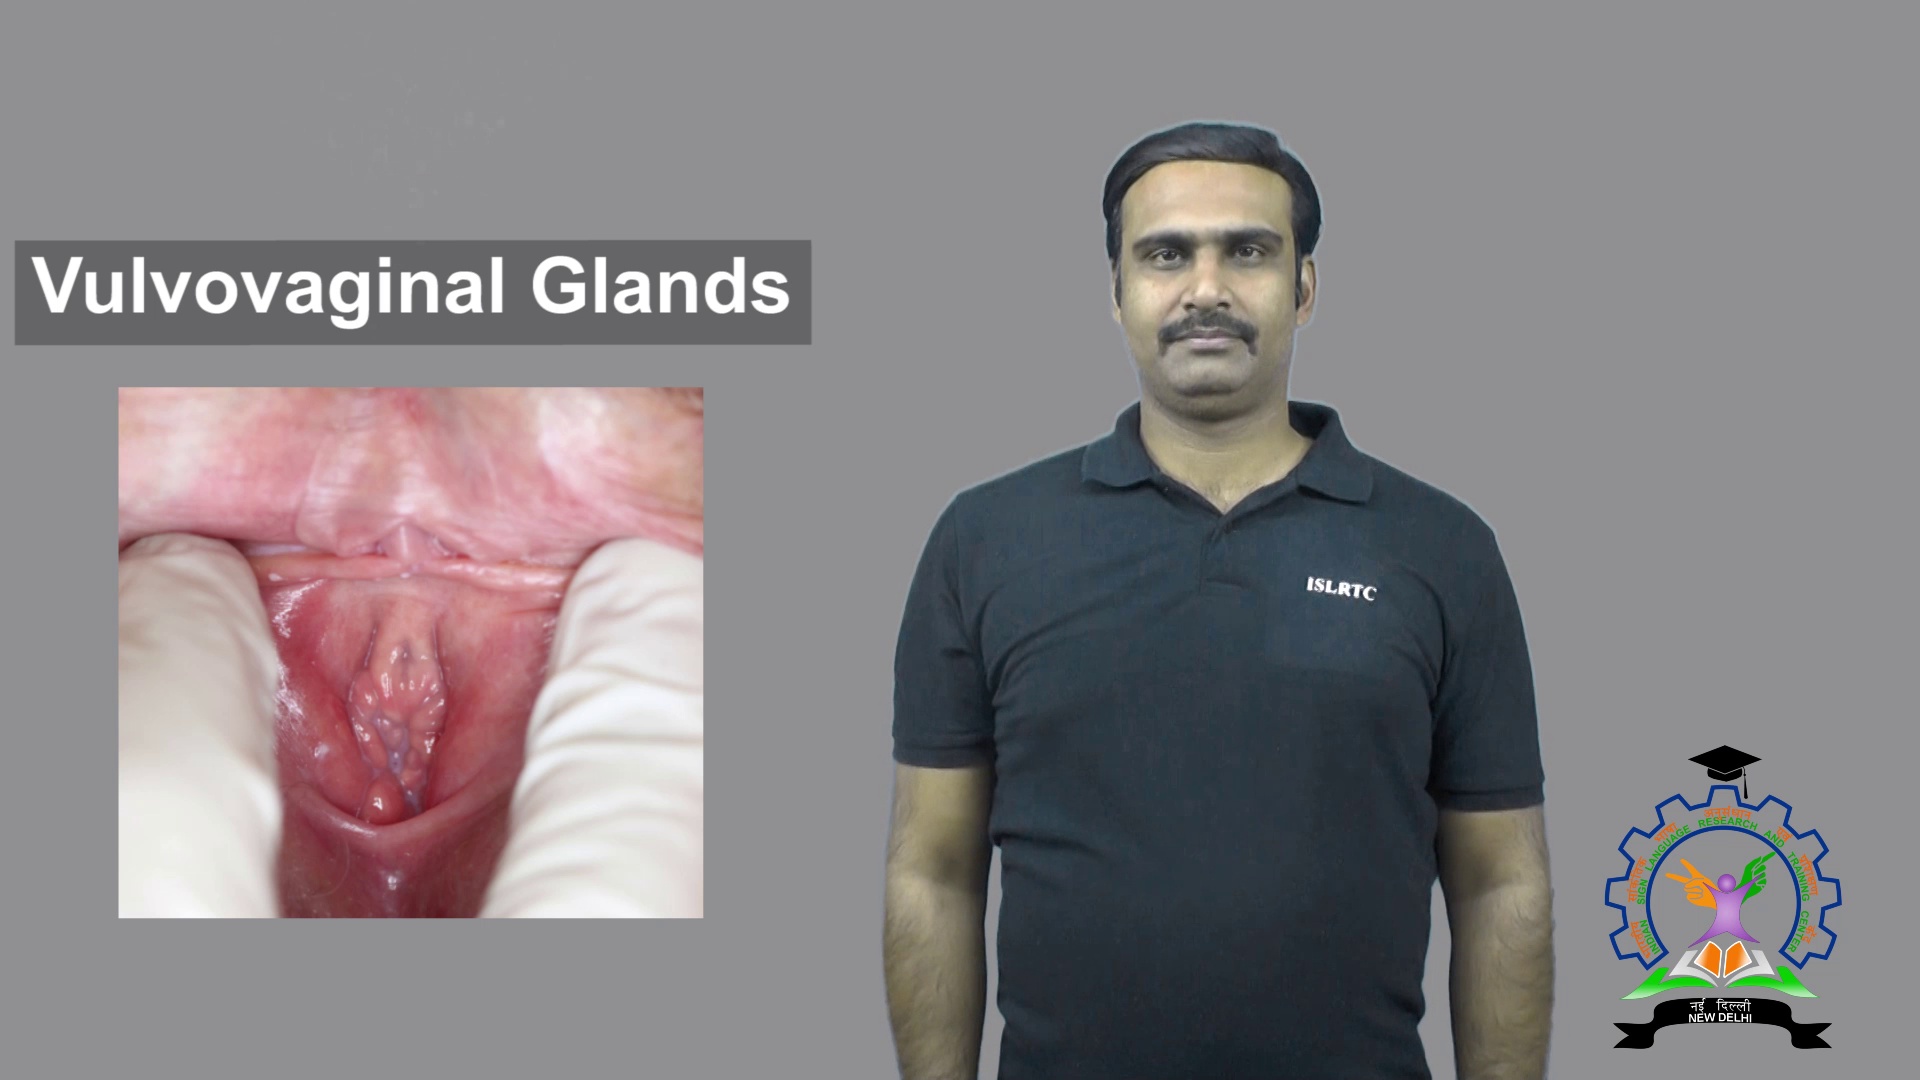 Vulvovaginal Glands
ISLRTC
INDIAN SIGN LANGUAGE RESEARCH AND TRAINING CENTER
नई दिल्ली
NEW DELHI